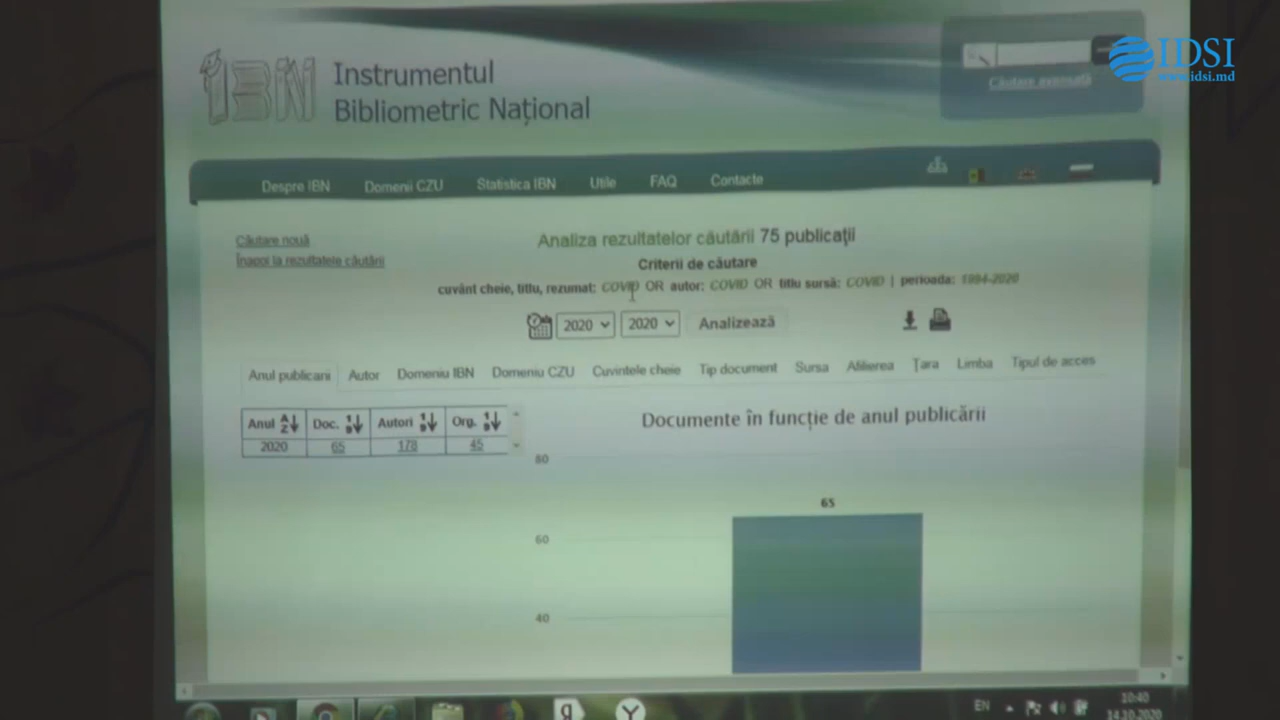 IDSI
www.idsi.md
IBN
Instrumentul
Bibliometric Național
Căutare avansată
Despre IBN Domenii CZU Statistica IBN Utile FAQ Contacte
Căutare nouă
Înapoi la rezultatele căutării
Analiza rezultatelor căutării 75 publicaţii
Criterii de căutare
cuvânt cheie, titlu, rezumat: COVID OR autor: COVID OR titlu sursă: COVID | perioada: 1994-2020
2020 2020 Analizează
Anul publicarii Autor Domeniu IBN Domeniu CZU Cuvintele cheie Tip document Sursa Afilierea Țara Limba Tipul de acces
Anul Doc. Autori Org.
2020 65 178 45
Documente în funcție de anul publicării
80
65
60
40
EN
10:40
14.10.2020